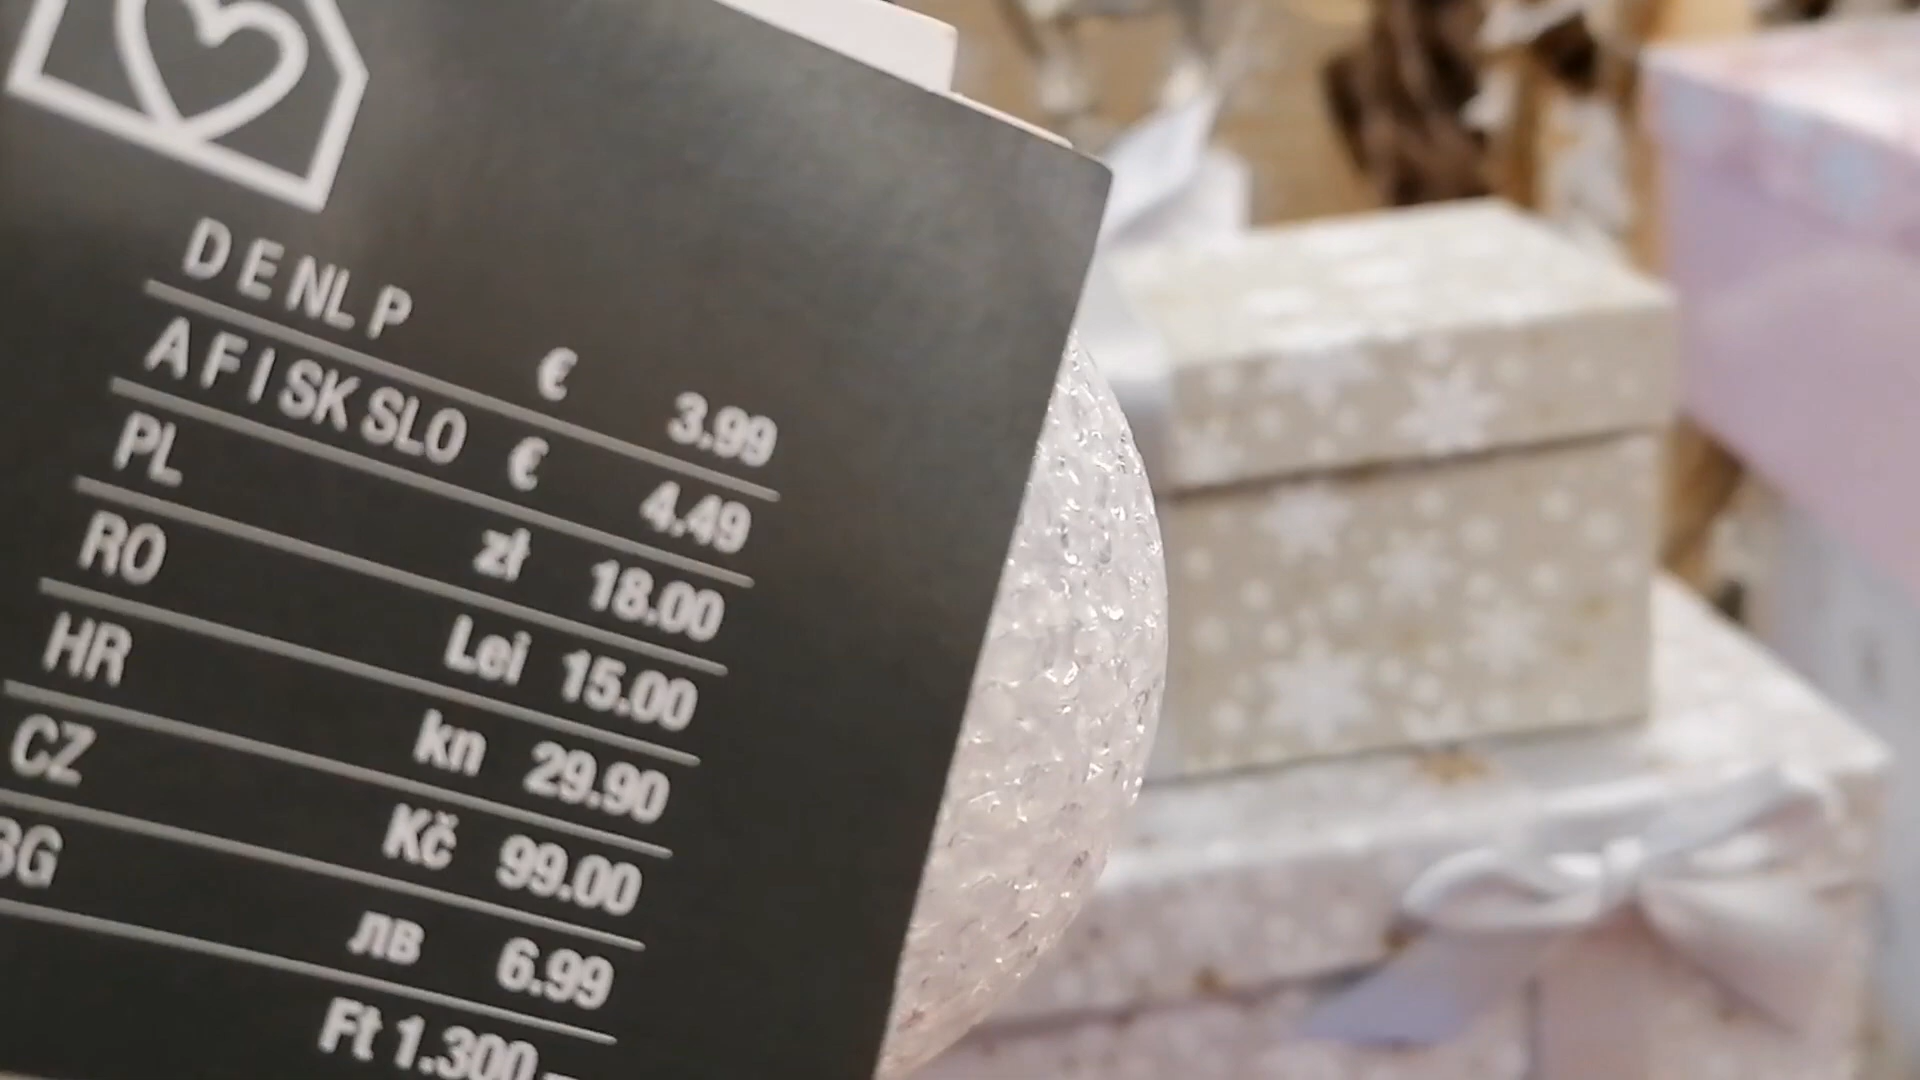 D E NL P € 3.99
A F I SK SLO € 4.49
PL zł 18.00
RO Lei 15.00
HR kn 29.90
CZ Kč 99.00
BG лв 6.99
Ft 1.300.–